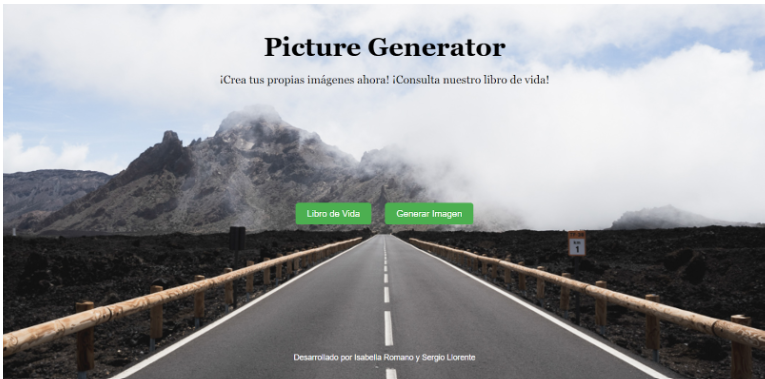 Picture Generator
¡Crea tus propias imágenes ahora! ¡Consulta nuestro libro de vida!
Libro de Vida
Generar Imagen
1
Desarrollado por Isabella Romano y Sergio Llorente